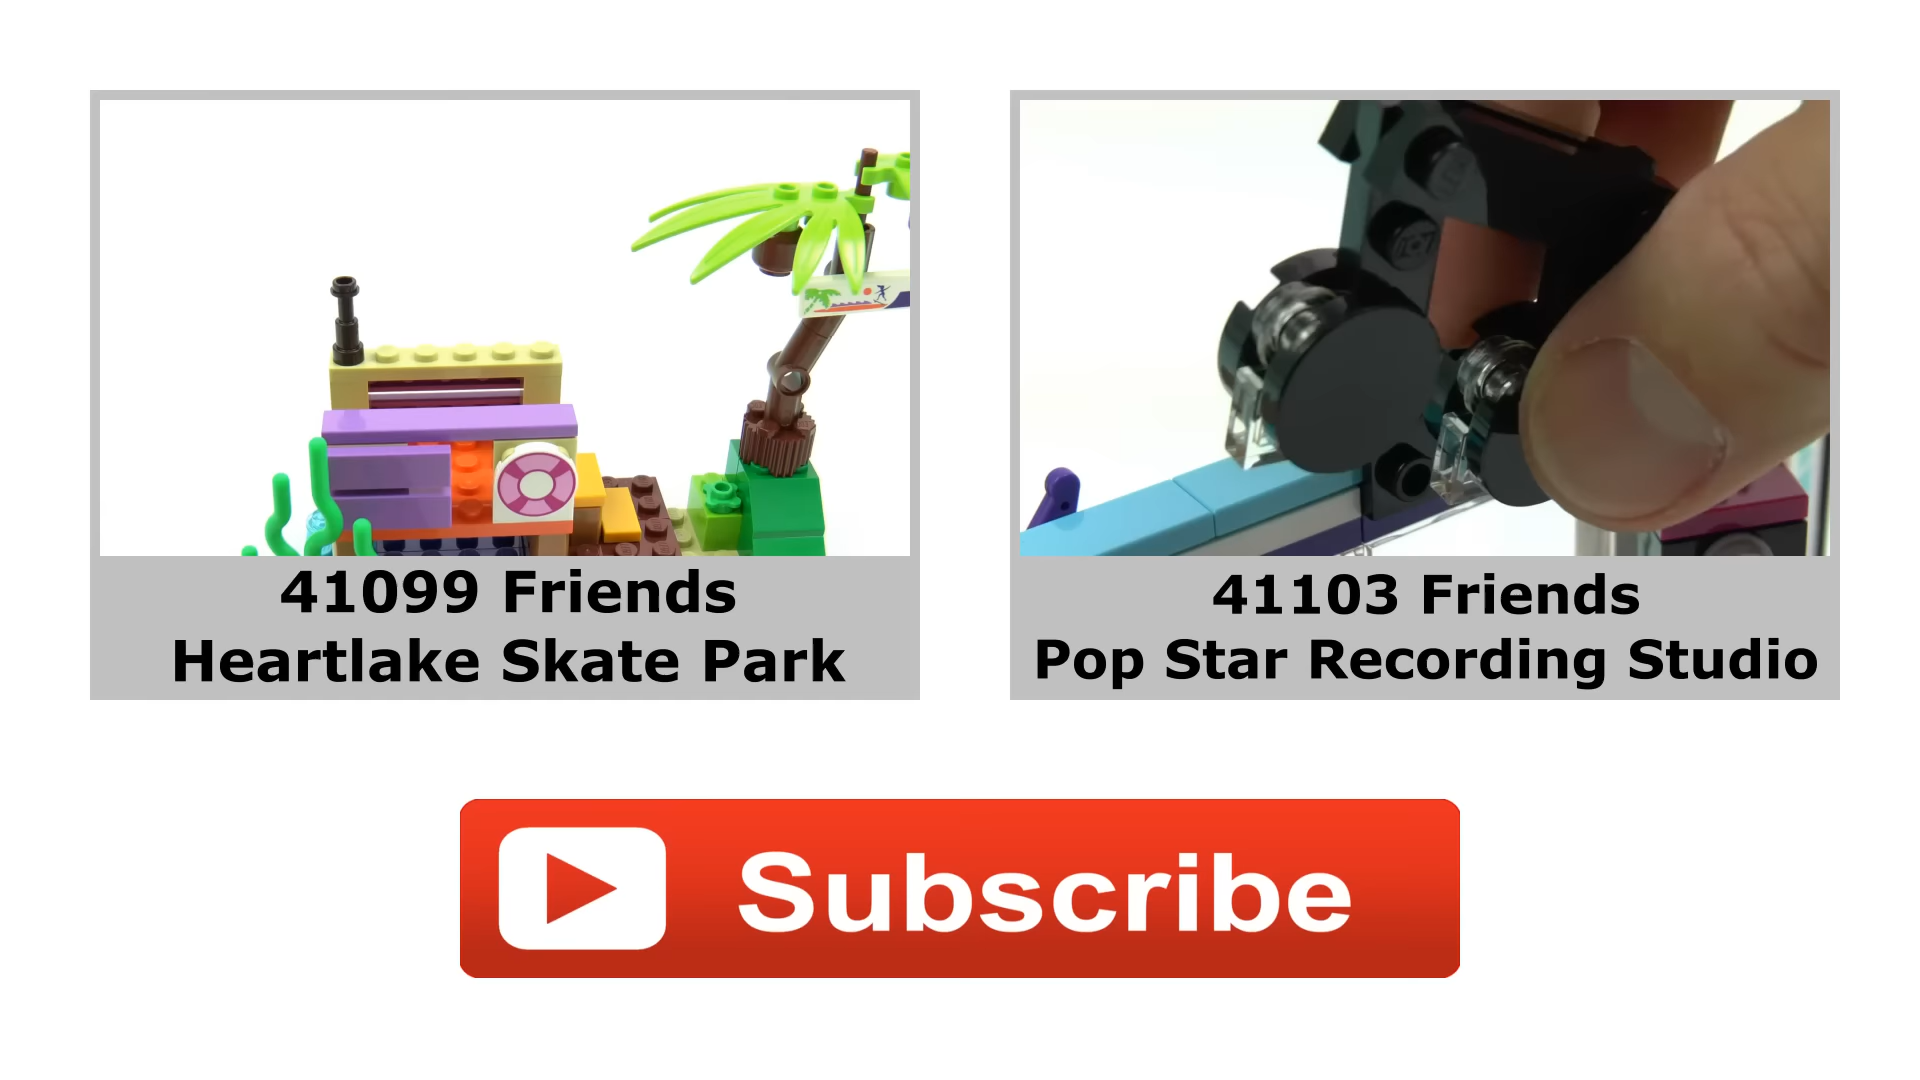 41099 Friends
Heartlake Skate Park
41103 Friends
Pop Star Recording Studio
Subscribe